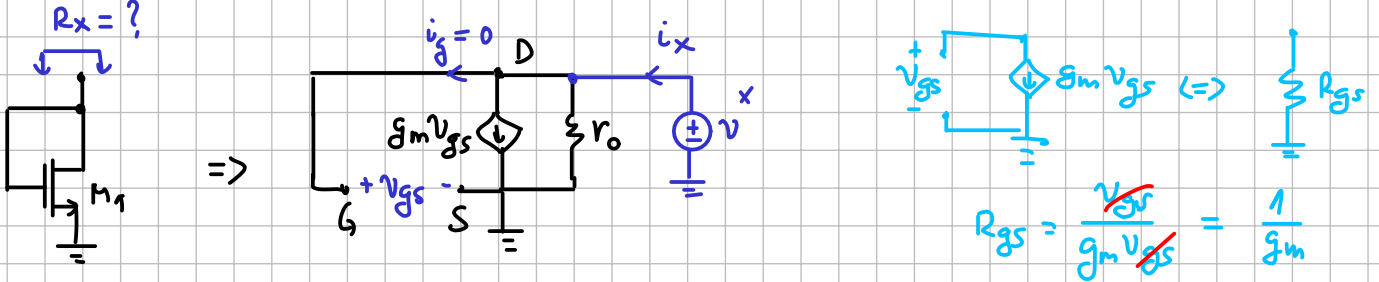 Rx = ?
M1
=>
ig = 0
D
ix
gm vgs
ro
+ vgs -
G
S
+
-
vx
+
vgs
-
gm vgs <=> Rgs
Rgs = vgs / gm vgs = 1 / gm